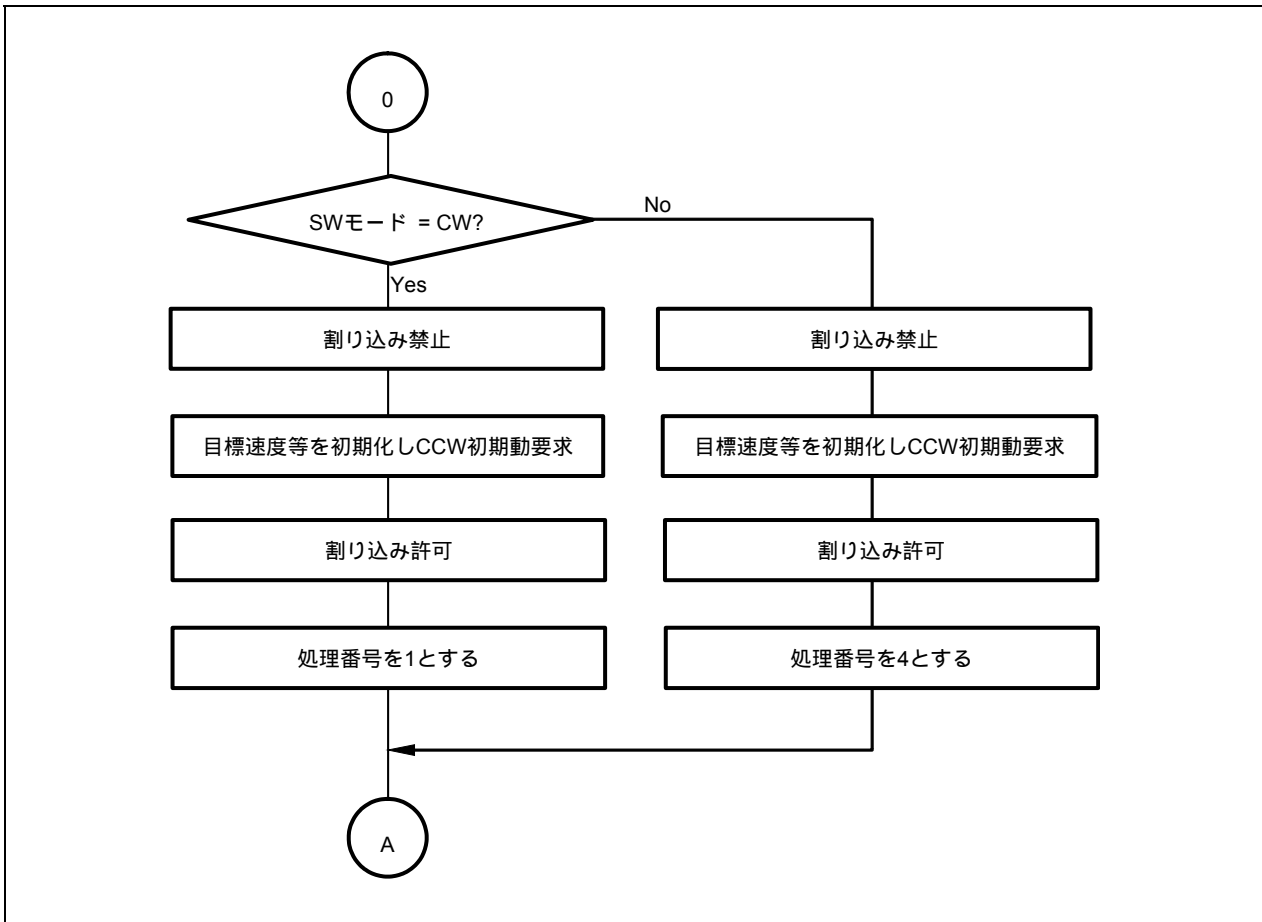 0
SWモード = CW?
No
Yes
割り込み禁止
割り込み禁止
目標速度等を初期化しCCW初期動要求
目標速度等を初期化しCCW初期動要求
割り込み許可
割り込み許可
処理番号を1とする
処理番号を4とする
A